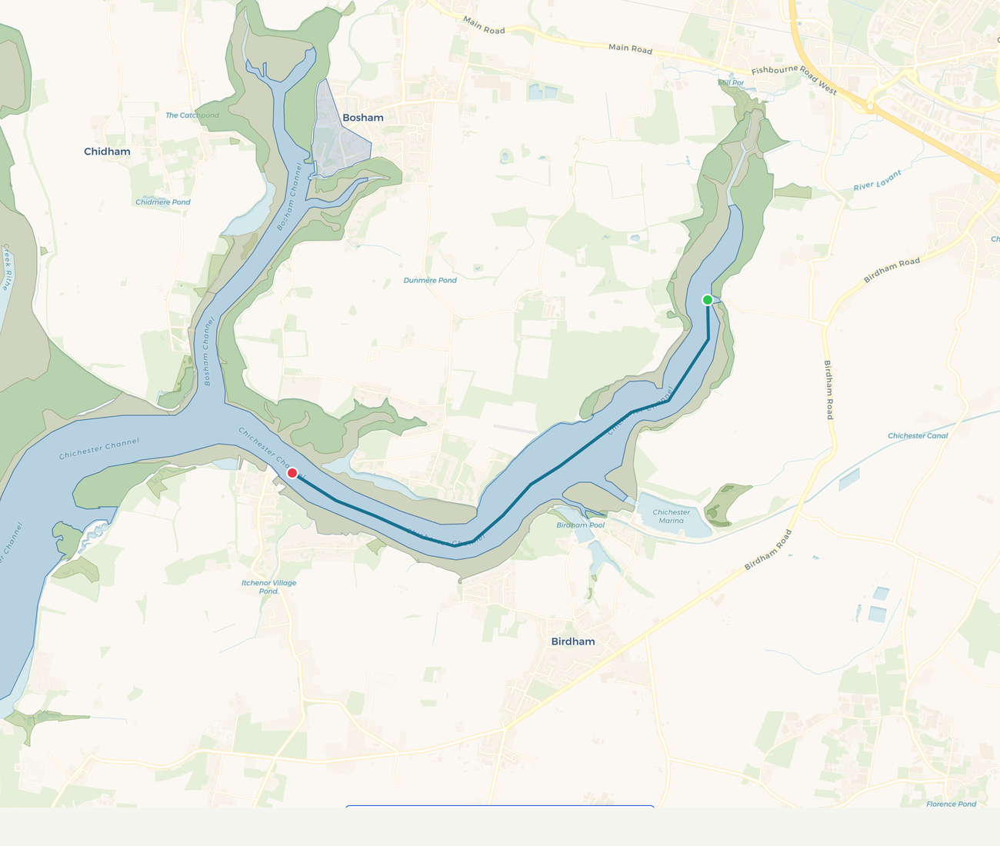 Main Road
Main Road
Fishbourne Road West
Mill Pon
The Catchpond
Bosham
Chidham
River Lavant
Chidmere Pond
Bosham Channel
Creek Rithe
Birdham Road
Dunmere Pond
Bosham Channel
Birdham Road
Chichester Channel
Chichester Canal
Chichester Channel
Chichester Channel
Chichester
Marina
Birdham Pool
Chichester Channel
Birdham Road
Itchenor Village
Pond.
Birdham
Florence Pond